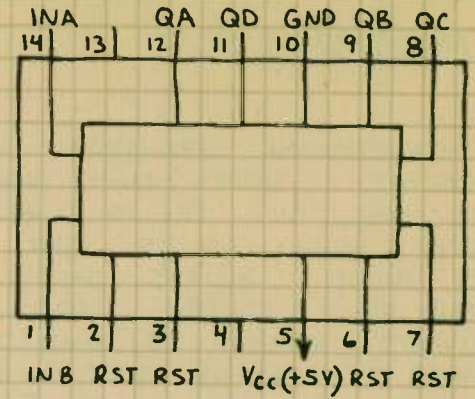 INA QA QD GND QB QC
14 13 12 11 10 9 8
1 2 3 4 5 6 7
INB RST RST Vcc(+5V) RST RST